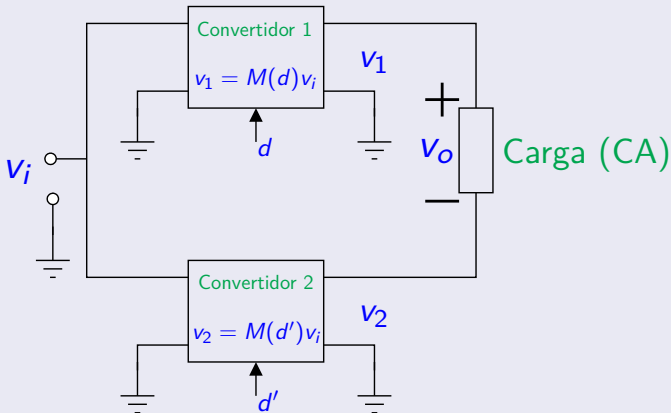 Convertidor 1
v₁ = M(d)vᵢ
v₁
d
+
vₒ
−
Carga (CA)
vᵢ
Convertidor 2
v₂ = M(d′)vᵢ
v₂
d′